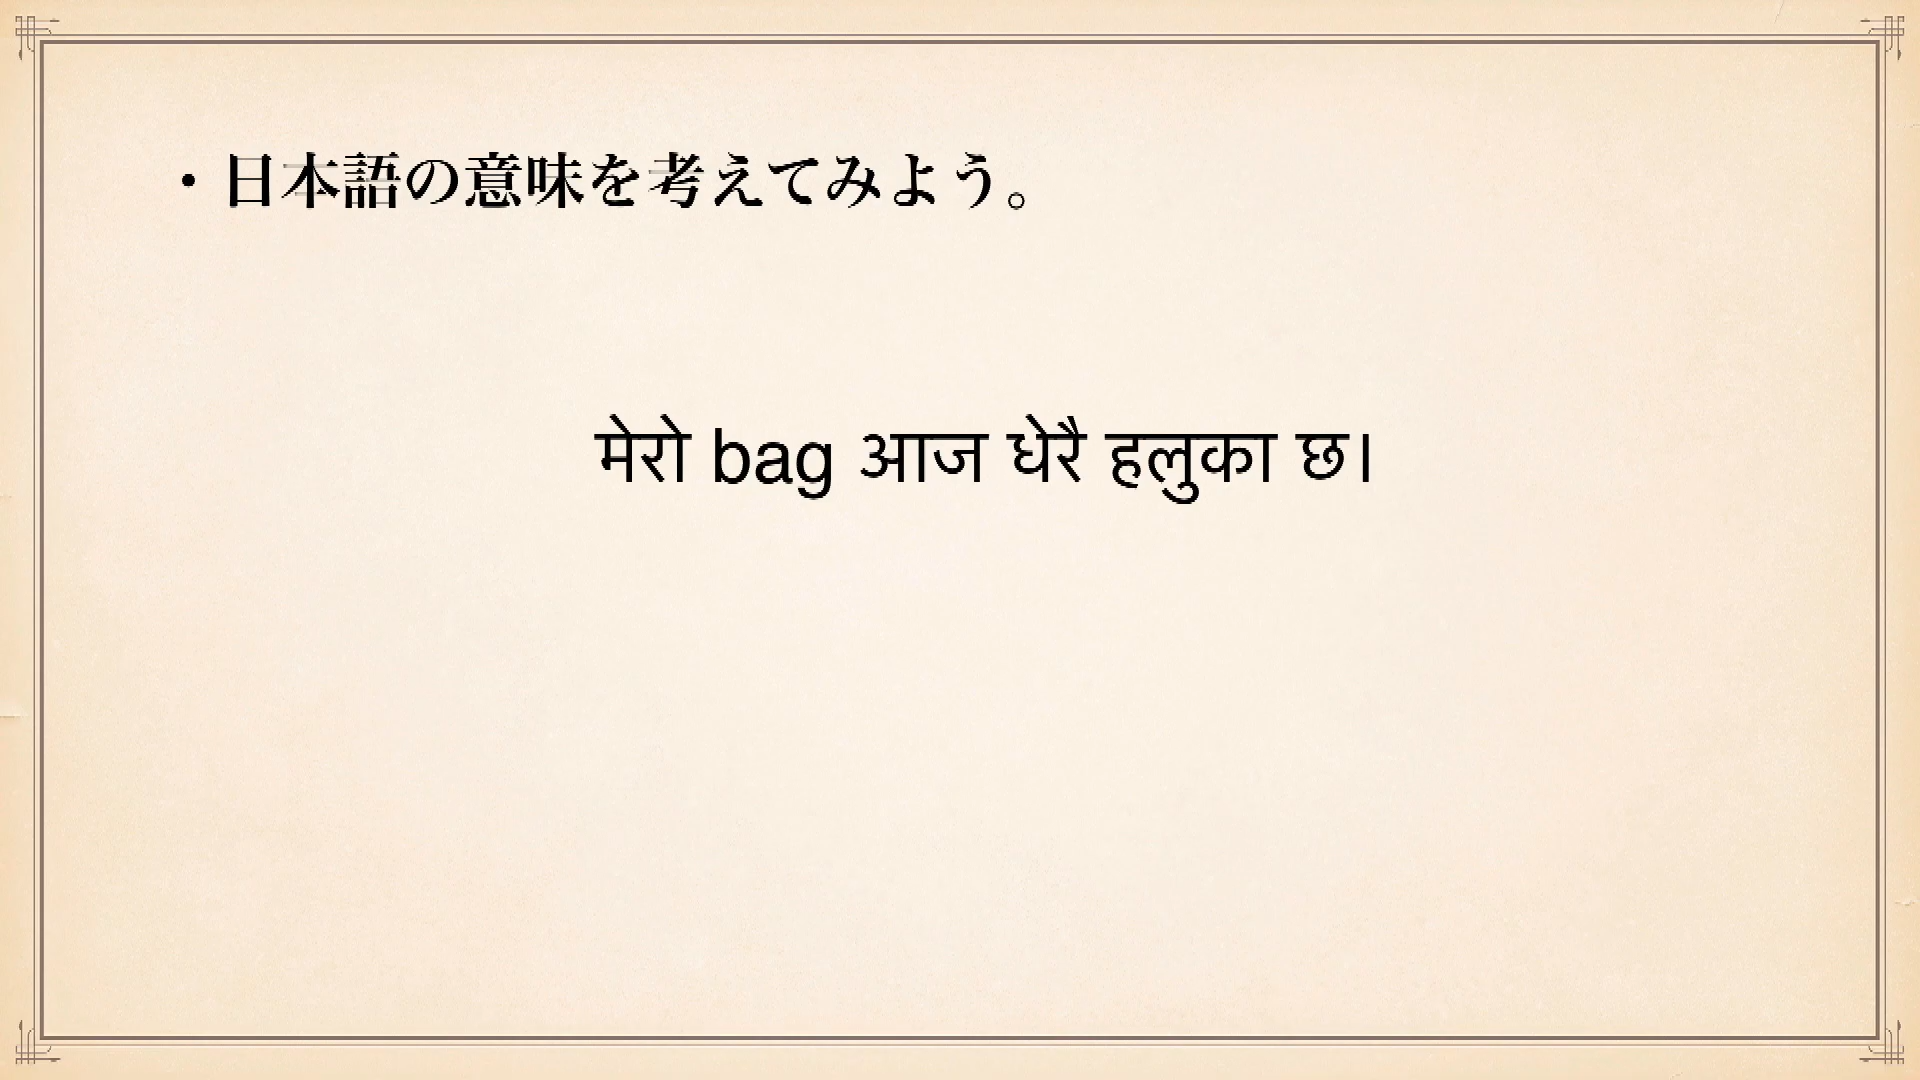 ・日本語の意味を考えてみよう。
मेरो bag आज धेरै हलुका छ।